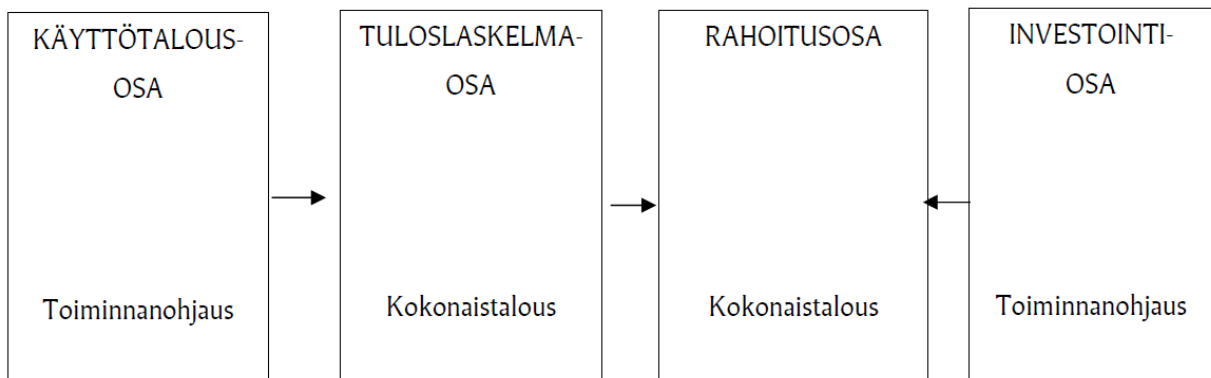 KÄYTTÖTALOUS-
OSA
Toiminnanohjaus
TULOSLASKELMA-
OSA
Kokonaistalous
RAHOITUSOSA
Kokonaistalous
INVESTOINTI-
OSA
Toiminnanohjaus